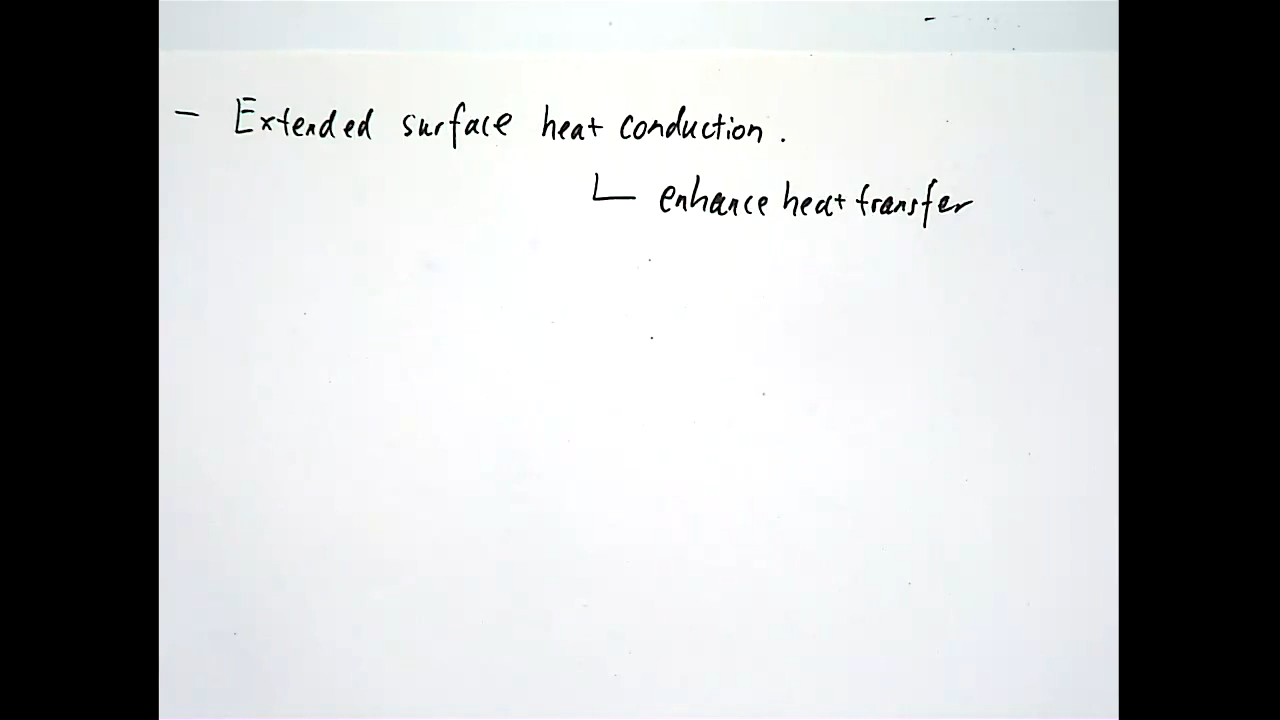 - Extended surface heat conduction.
enhance heat transfer